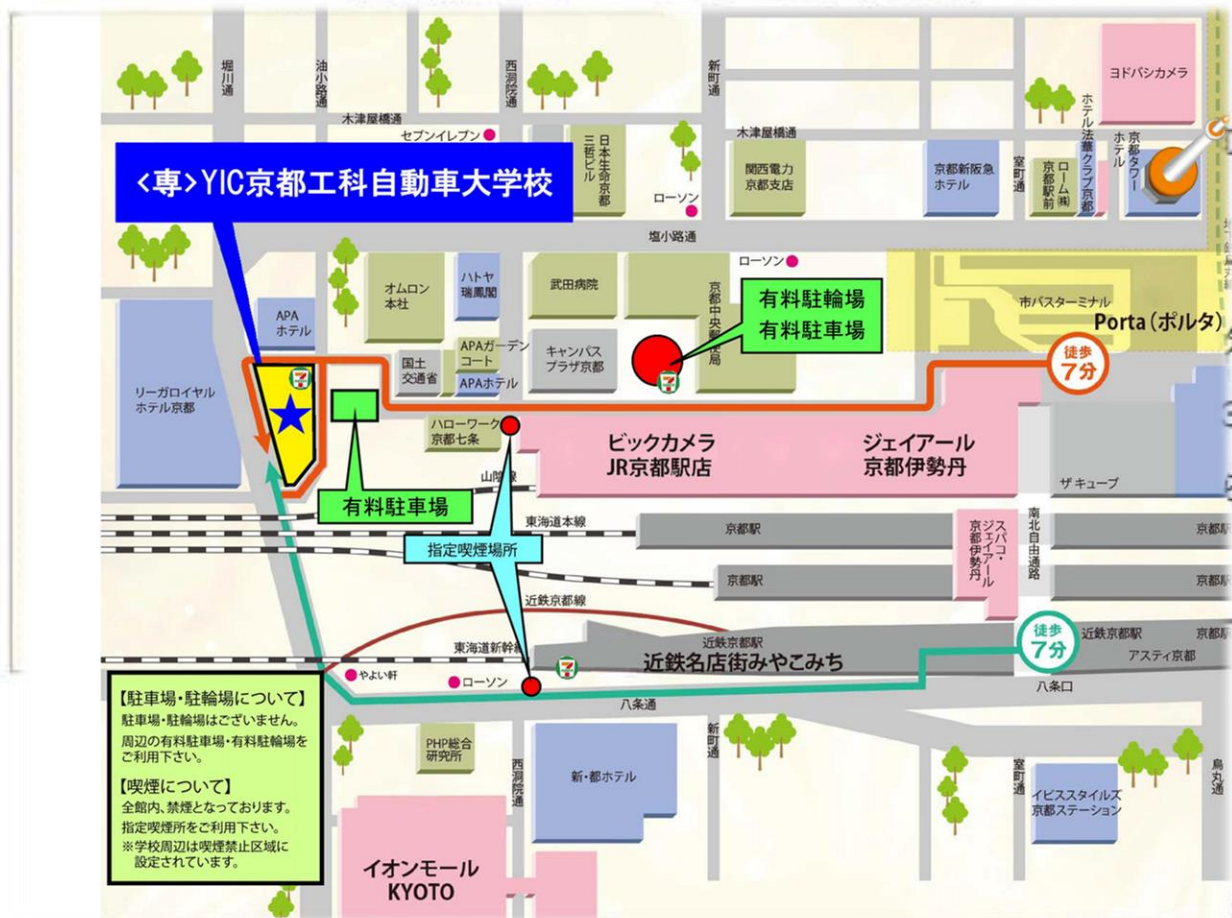 ヨドバシカメラ
堀川通
油小路通
西洞院通
新町通
木津屋橋通
セブンイレブン
日本生命京都
三哲ビル
木津屋橋通
関西電力
京都支店
京都新阪急
ホテル
室町通
ローム㈱
京都駅前
ホテル法華クラブ京都
京都タワー
ホテル
<専>YIC京都工科自動車大学校
ローソン
塩小路通
ローソン
オムロン
本社
ハトヤ
瑞鳳閣
武田病院
京都中央郵便局
有料駐輪場
有料駐車場
市バスターミナル
Porta(ポルタ)
APA
ホテル
国土
交通省
APAガーデン
コート
APAホテル
キャンパス
プラザ京都
徒歩
7分
リーガロイヤル
ホテル京都
ハローワーク
京都七条
ビックカメラ
JR京都駅店
ジェイアール
京都伊勢丹
山陰線
ザ キューブ
有料駐車場
東海道本線
京都駅
スバコ・
ジェイアール
京都伊勢丹
南北自由通路
京都駅
指定喫煙場所
京都駅
京都駅
近鉄京都線
東海道新幹線
近鉄京都駅
近鉄名店街みやこみち
徒歩
7分
近鉄京都駅
京都駅
アスティ京都
やよい軒
ローソン
八条通
八条口
【駐車場・駐輪場について】
駐車場・駐輪場はございません。
周辺の有料駐車場・有料駐輪場を
ご利用下さい。
【喫煙について】
全館内、禁煙となっております。
指定喫煙所をご利用下さい。
※学校周辺は喫煙禁止区域に
設定されています。
PHP総合
研究所
西洞院通
新・都ホテル
新町通
室町通
イビススタイルズ
京都ステーション
烏丸通
イオンモール
KYOTO